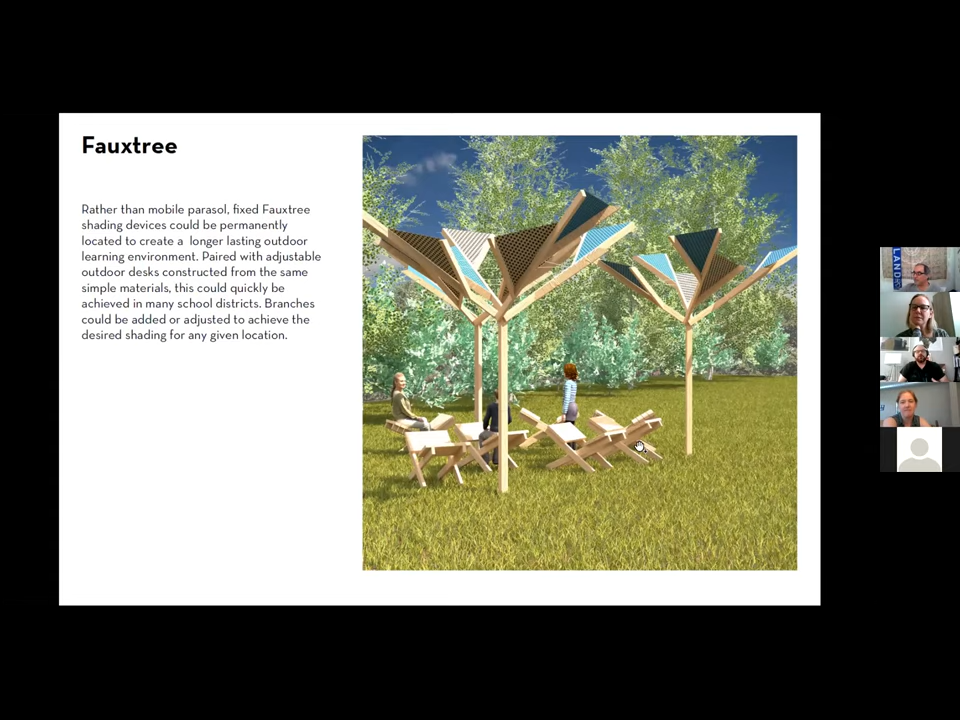 Fauxtree
Rather than mobile parasol, fixed Fauxtree
shading devices could be permanently
located to create a longer lasting outdoor
learning environment. Paired with adjustable
outdoor desks constructed from the same
simple materials, this could quickly be
achieved in many school districts. Branches
could be added or adjusted to achieve the
desired shading for any given location.
LAND